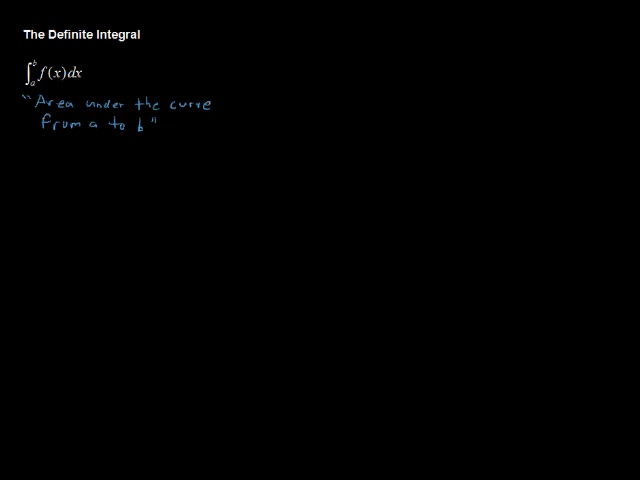 The Definite Integral
∫_a^b f(x)dx
"Area under the curve
from a to b"